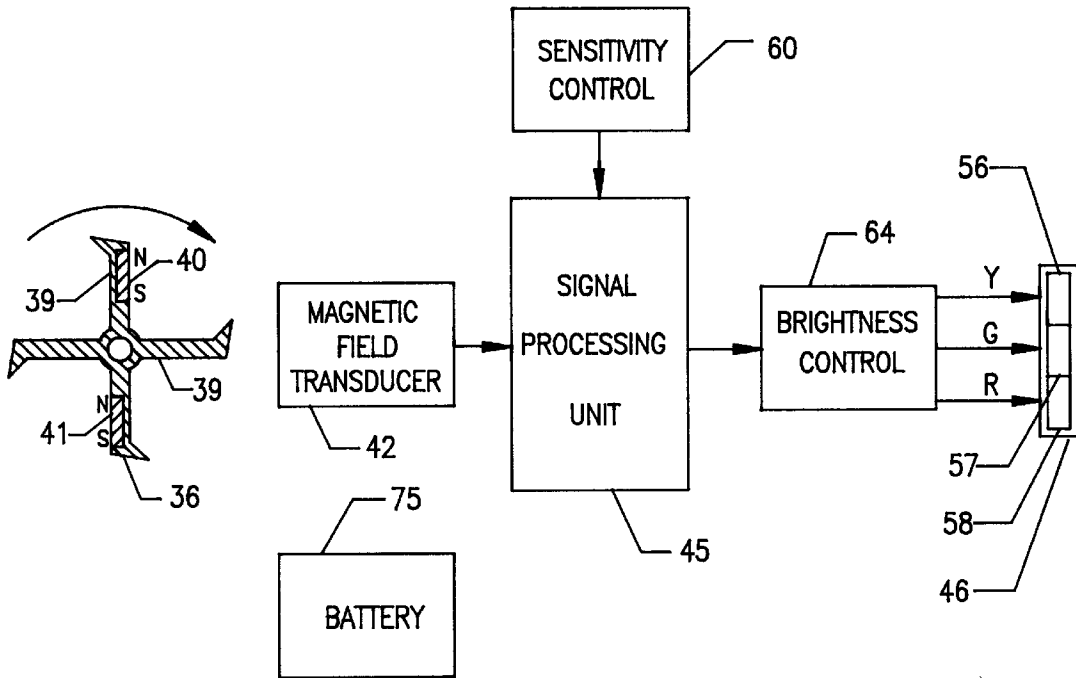 SENSITIVITY
CONTROL
60
56
64
N
40
39
S
SIGNAL
PROCESSING
UNIT
Y
MAGNETIC
FIELD
TRANSDUCER
BRIGHTNESS
CONTROL
G
39
R
N
41
S
36
42
57
58
75
45
46
BATTERY